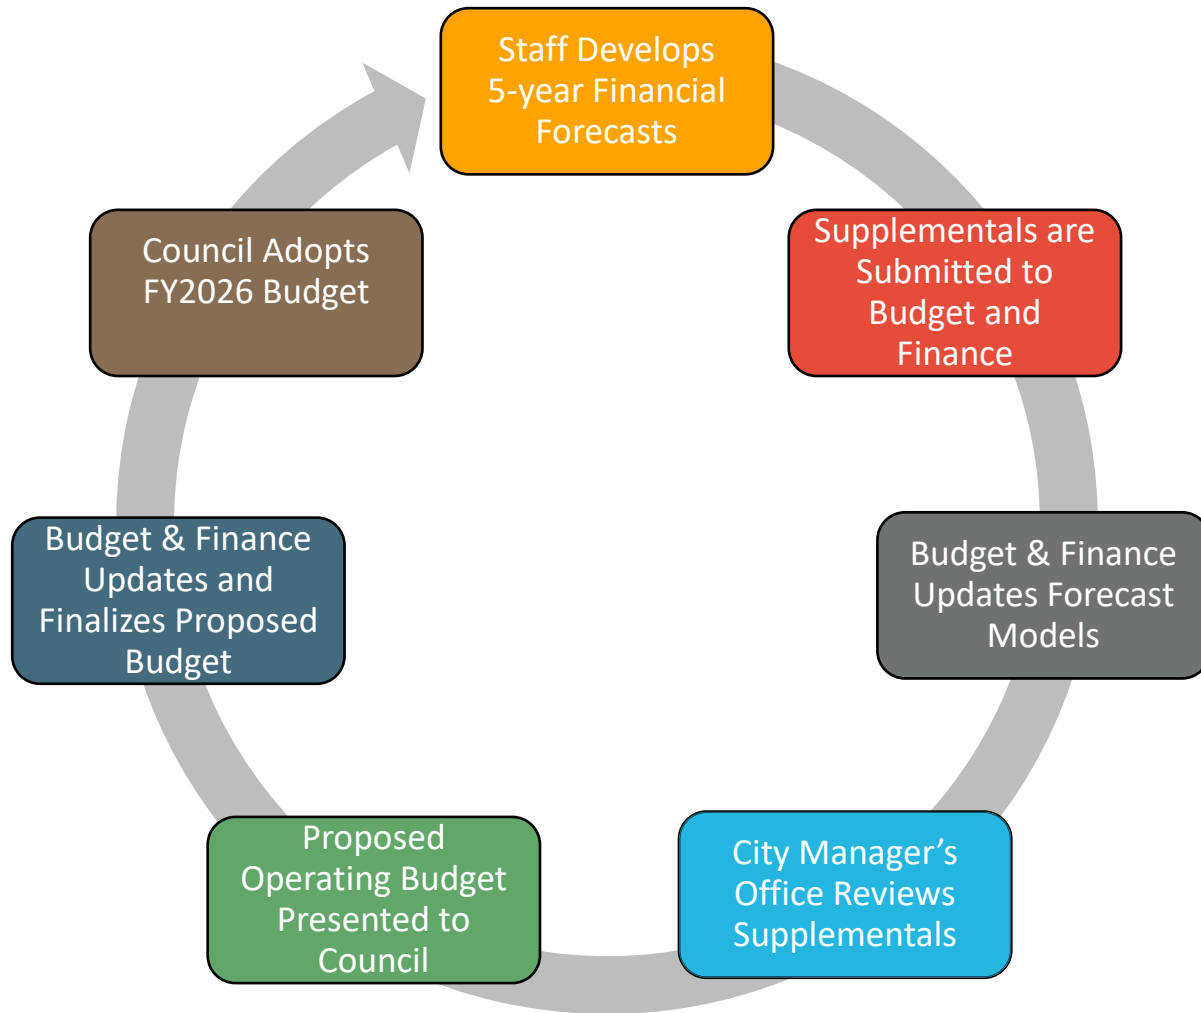 Staff Develops
5-year Financial
Forecasts
Supplementals are
Submitted to
Budget and
Finance
Budget & Finance
Updates Forecast
Models
City Manager’s
Office Reviews
Supplementals
Proposed
Operating Budget
Presented to
Council
Budget & Finance
Updates and
Finalizes Proposed
Budget
Council Adopts
FY2026 Budget